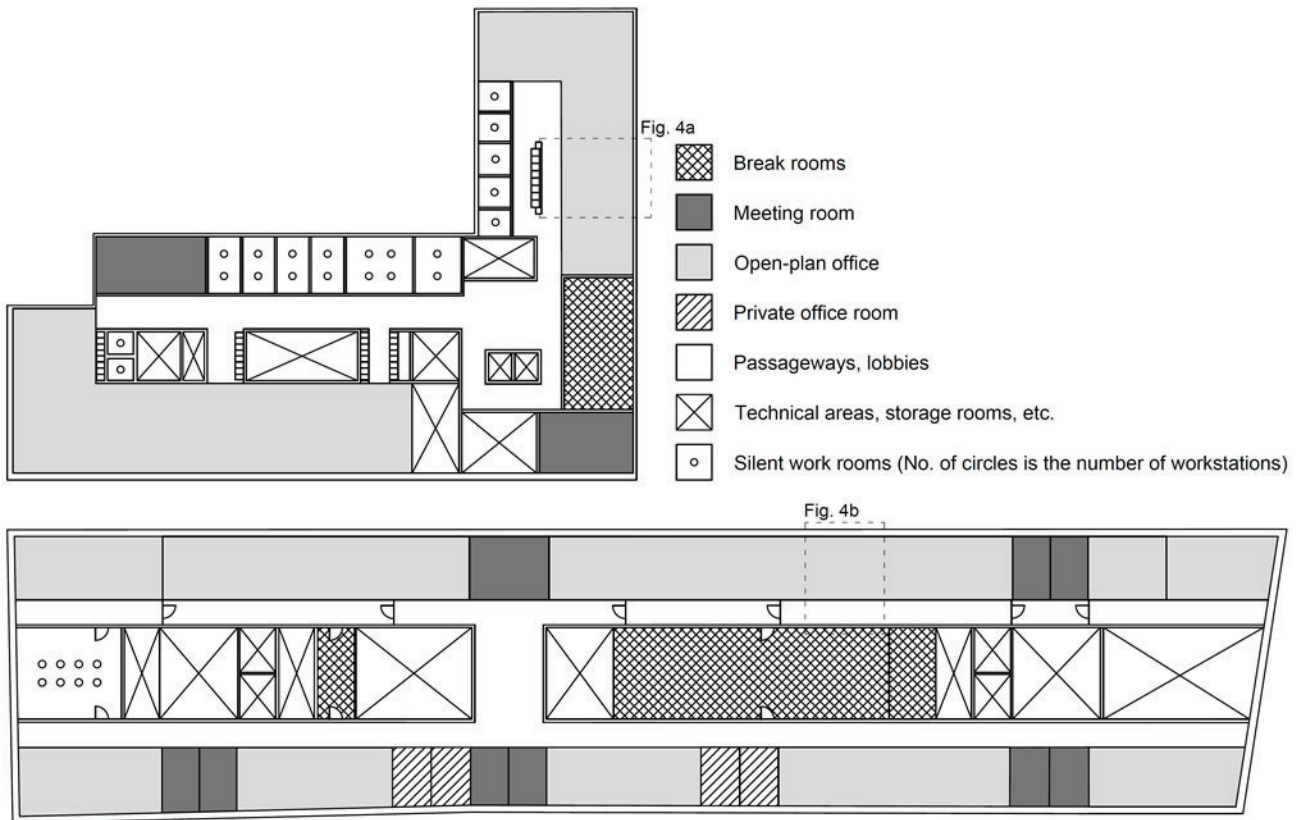 Fig. 4a
Break rooms
Meeting room
Open-plan office
Private office room
Passageways, lobbies
Technical areas, storage rooms, etc.
Silent work rooms (No. of circles is the number of workstations)
Fig. 4b